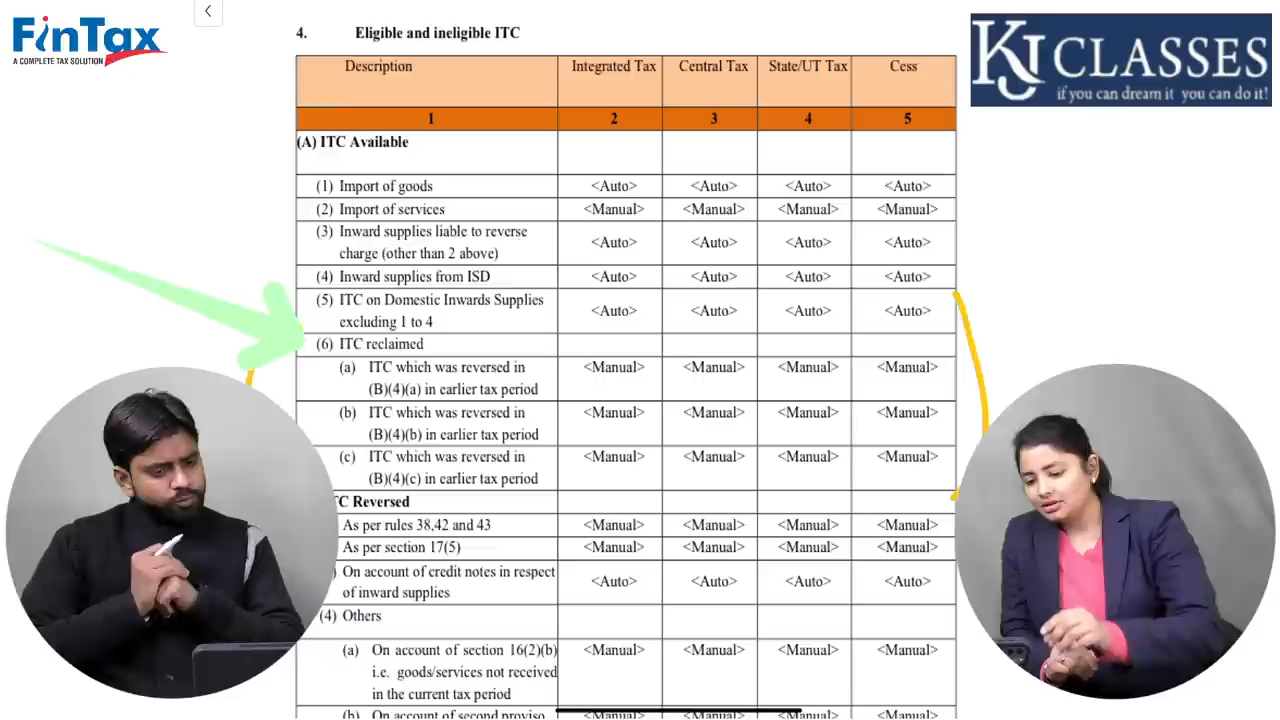 FinTax
A COMPLETE TAX SOLUTION
KJ CLASSES
if you can dream it you can do it!
4. Eligible and ineligible ITC
Description Integrated Tax Central Tax State/UT Tax Cess
1 2 3 4 5
(A) ITC Available
(1) Import of goods <Auto> <Auto> <Auto> <Auto>
(2) Import of services <Manual> <Manual> <Manual> <Manual>
(3) Inward supplies liable to reverse
charge (other than 2 above) <Auto> <Auto> <Auto> <Auto>
(4) Inward supplies from ISD <Auto> <Auto> <Auto> <Auto>
(5) ITC on Domestic Inwards Supplies
excluding 1 to 4 <Auto> <Auto> <Auto> <Auto>
(6) ITC reclaimed
(a) ITC which was reversed in <Manual> <Manual> <Manual> <Manual>
(B)(4)(a) in earlier tax period
(b) ITC which was reversed in <Manual> <Manual> <Manual> <Manual>
(B)(4)(b) in earlier tax period
(c) ITC which was reversed in <Manual> <Manual> <Manual> <Manual>
(B)(4)(c) in earlier tax period
TC Reversed
As per rules 38,42 and 43 <Manual> <Manual> <Manual> <Manual>
As per section 17(5) <Manual> <Manual> <Manual> <Manual>
On account of credit notes in respect
of inward supplies <Auto> <Auto> <Auto> <Auto>
(4) Others
(a) On account of section 16(2)(b) <Manual> <Manual> <Manual> <Manual>
i.e. goods/services not received
in the current tax period
(b) On account of second proviso <Manual> <Manual> <Manual> <Manual>